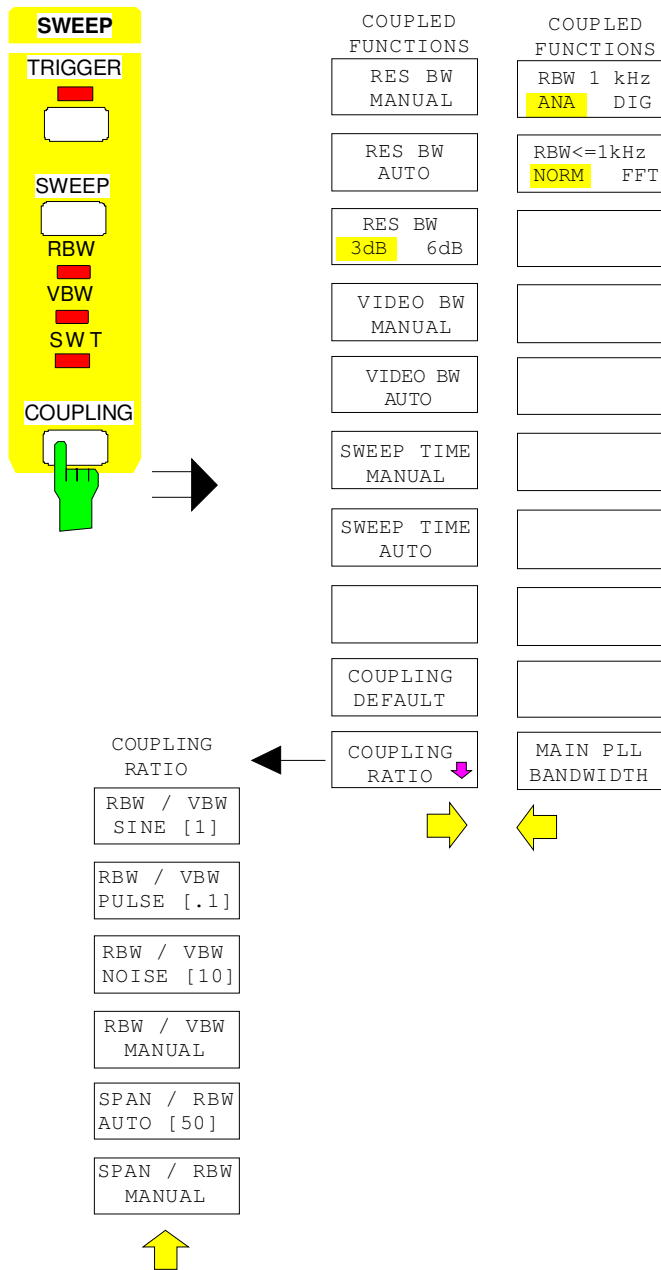 SWEEP
TRIGGER
SWEEP
RBW
VBW
SWT
COUPLING
COUPLED
FUNCTIONS
RES BW
MANUAL
RES BW
AUTO
RES BW
3dB 6dB
VIDEO BW
MANUAL
VIDEO BW
AUTO
SWEEP TIME
MANUAL
SWEEP TIME
AUTO
COUPLING
DEFAULT
COUPLING
RATIO
COUPLED
FUNCTIONS
RBW 1 kHz
ANA DIG
RBW<=1kHz
NORM FFT
MAIN PLL
BANDWIDTH
COUPLING
RATIO
RBW / VBW
SINE [1]
RBW / VBW
PULSE [.1]
RBW / VBW
NOISE [10]
RBW / VBW
MANUAL
SPAN / RBW
AUTO [50]
SPAN / RBW
MANUAL